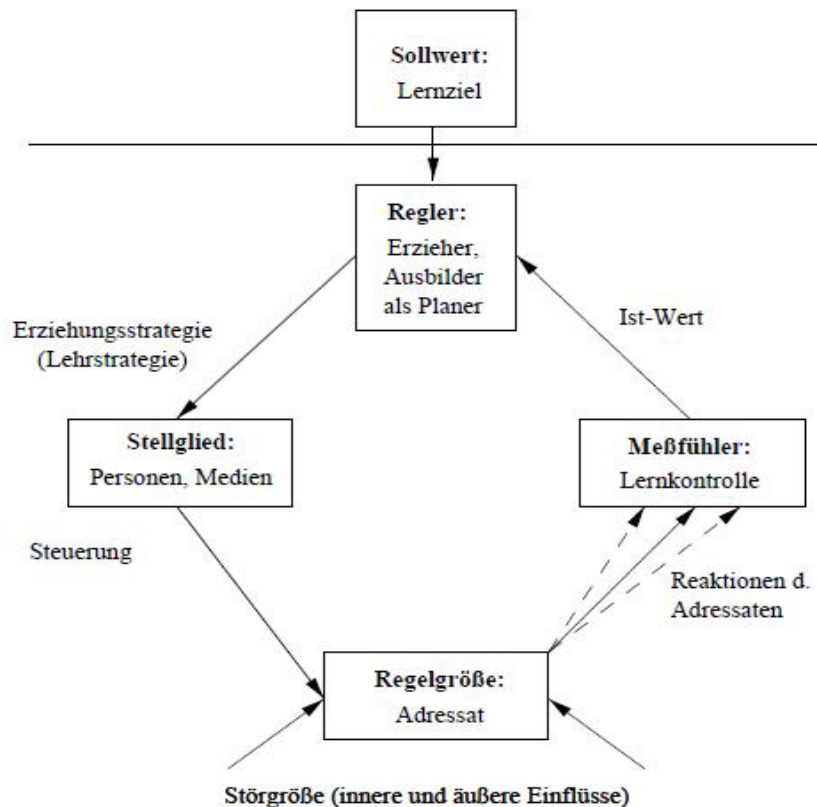 Sollwert:
Lernziel
Regler:
Erzieher,
Ausbilder
als Planer
Erziehungsstrategie
(Lehrstrategie)
Ist-Wert
Stellglied:
Personen, Medien
Meßfühler:
Lernkontrolle
Steuerung
Reaktionen d.
Adressaten
Regelgröße:
Adressat
Störgröße (innere und äußere Einflüsse)